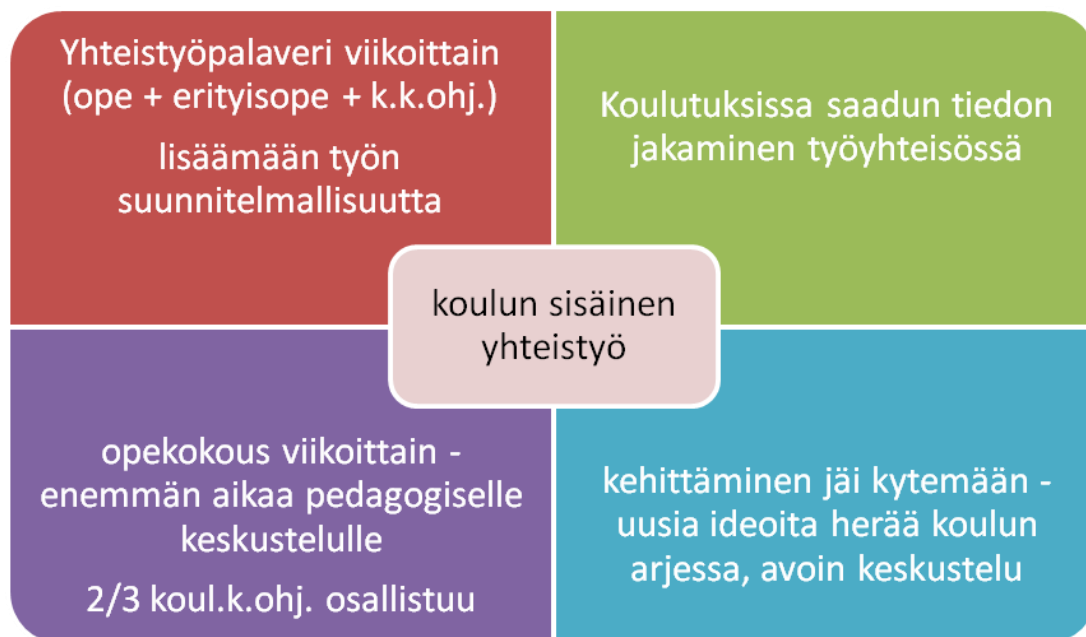 Yhteistyöpalaveri viikoittain
(ope + erityisope + k.k.ohj.)
lisäämään työn
suunnitelmallisuutta
Koulutuksissa saadun tiedon
jakaminen työyhteisössä
koulun sisäinen
yhteistyö
opekokous viikoittain -
enemmän aikaa pedagogiselle
keskustelulle
2/3 koul.k.ohj. osallistuu
kehittäminen jäi kytemään -
uusia ideoita herää koulun
arjessa, avoin keskustelu